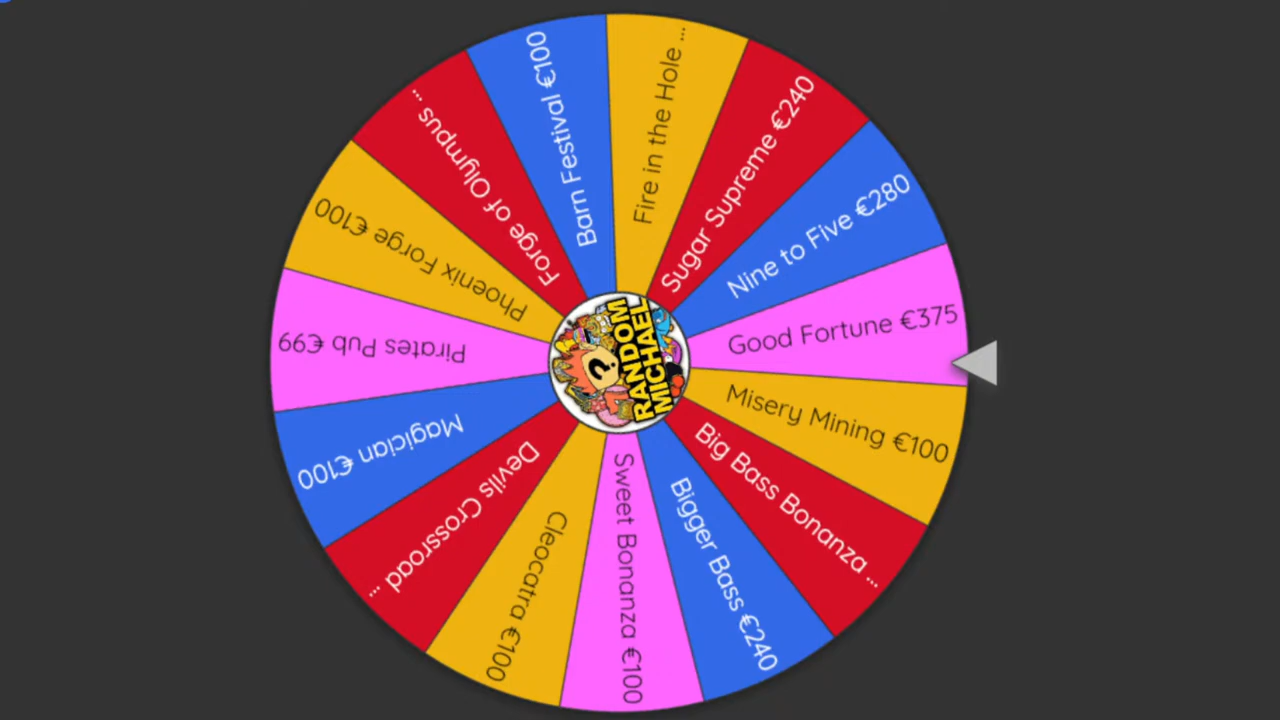 Fire in the Hole ...
Sugar Supreme €240
Nine to Five €280
Good Fortune €375
Misery Mining €100
Big Bass Bonanza ...
Bigger Bass €240
Sweet Bonanza €100
Cleocatra €100
Devils Crossroad ...
Magician €100
Pirates Pub €99
Phoenix Forge €100
Forge of Olympus ...
Barn Festival €100
?
RANDOM
MICHAEL